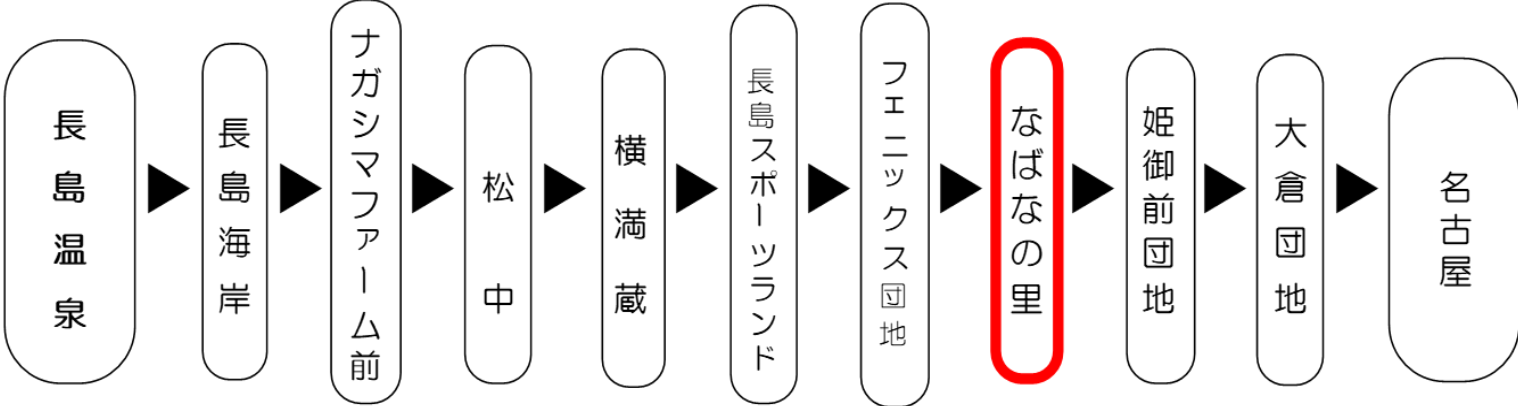 長島温泉
長島海岸
ナガシマファーム前
松中
横満蔵
長島スポーツランド
フェニックス団地
なばなの里
姫御前団地
大倉団地
名古屋